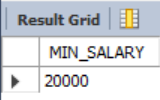 Result Grid
MIN_SALARY
20000